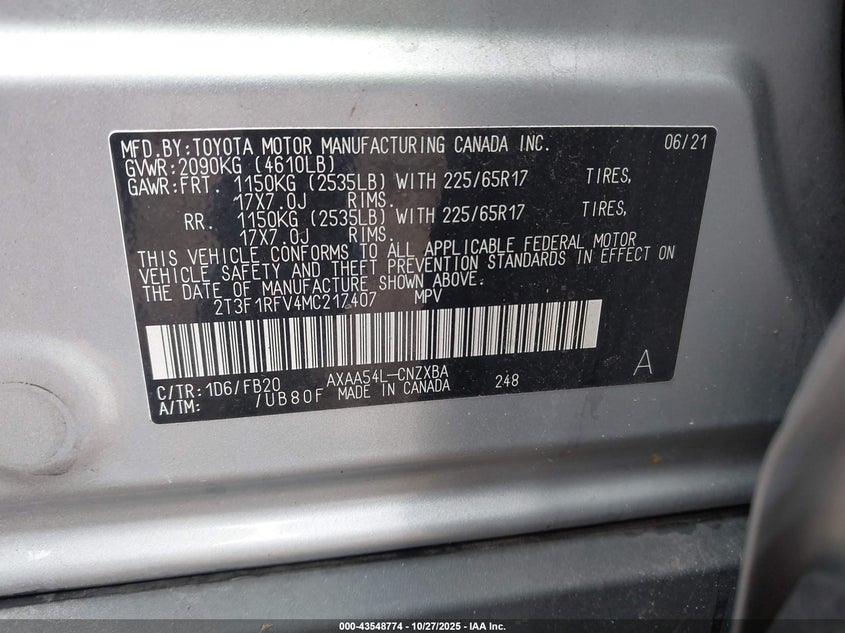 MFD.BY:TOYOTA MOTOR MANUFACTURING CANADA INC. 06/21
GVWR:2090KG (4610LB)
GAWR:FRT. 1150KG (2535LB) WITH 225/65R17 TIRES,
17X7.0J RIMS.
RR. 1150KG (2535LB) WITH 225/65R17 TIRES,
17X7.0J RIMS.
THIS VEHICLE CONFORMS TO ALL APPLICABLE FEDERAL MOTOR
VEHICLE SAFETY AND THEFT PREVENTION STANDARDS IN EFFECT ON
THE DATE OF MANUFACTURE SHOWN ABOVE.
2T3F1RFV4MC217407 MPV
C/TR:1D6/FB20 AXAA54L-CNZXBA 248 A
A/TM: /UB80F MADE IN CANADA
000-43548774 | 10/27/2025 - IAA Inc.